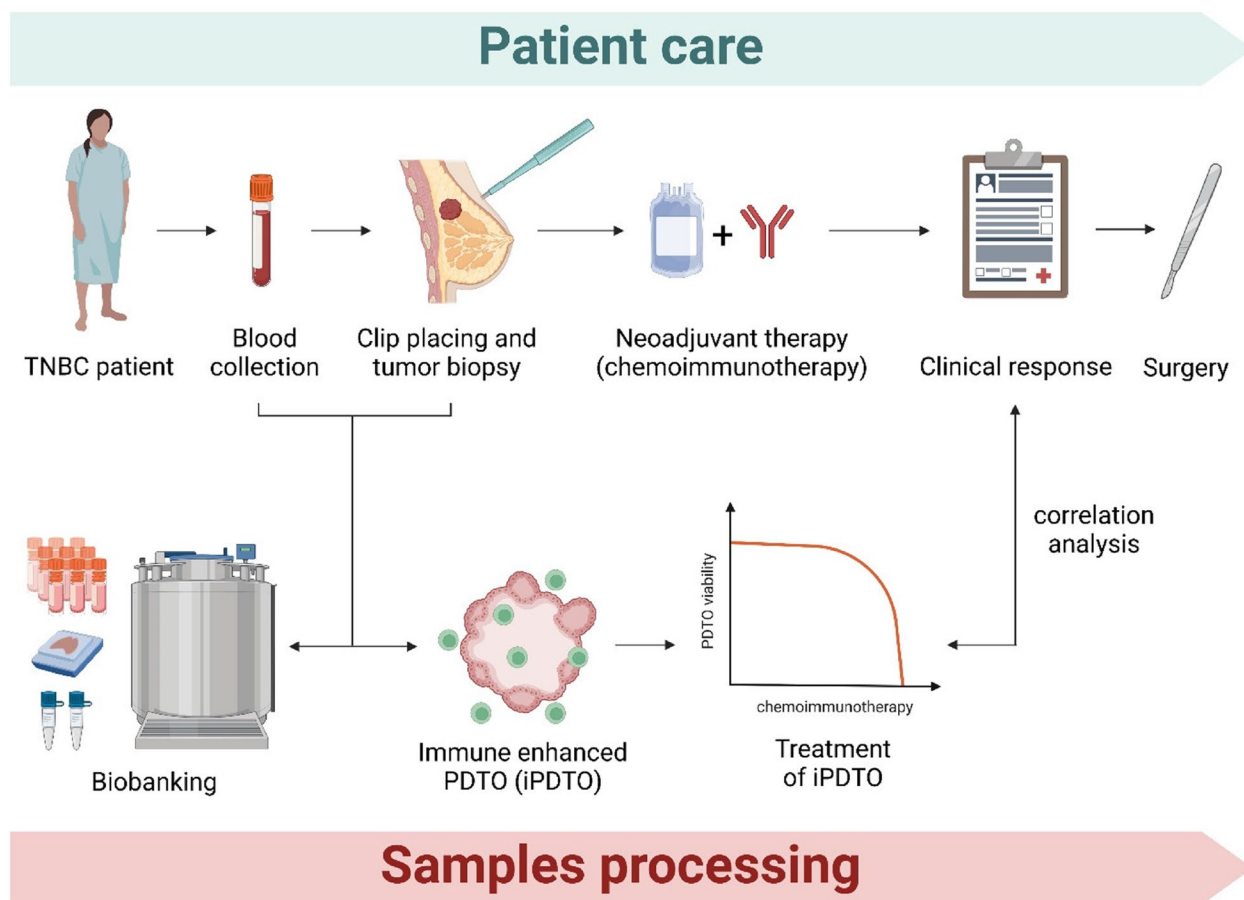 Patient care
TNBC patient
Blood
collection
Clip placing and
tumor biopsy
Neoadjuvant therapy
(chemoimmunotherapy)
Clinical response
Surgery
correlation
analysis
PDTO viability
chemoimmunotherapy
Biobanking
Immune enhanced
PDTO (iPDTO)
Treatment
of iPDTO
Samples processing